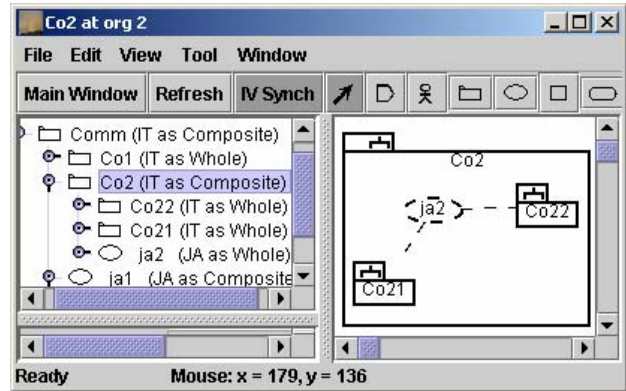 Co2 at org 2
File Edit View Tool Window
Main Window Refresh IV Synch
Comm (IT as Composite)
Co1 (IT as Whole)
Co2 (IT as Composite)
Co22 (IT as Whole)
Co21 (IT as Whole)
ja2 (JA as Whole)
ja1 (JA as Composite
Co2
ja2
Co22
Co21
Ready Mouse: x = 179, y = 136